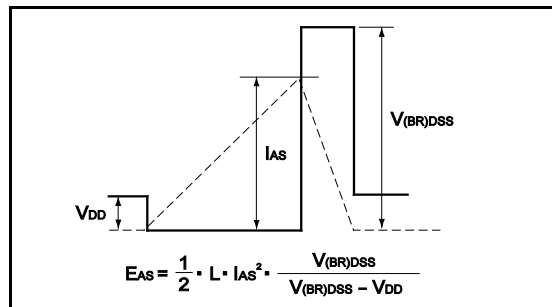 V(BR)DSS
IAS
VDD
EAS = 1/2 · L · IAS² · V(BR)DSS / (V(BR)DSS − VDD)